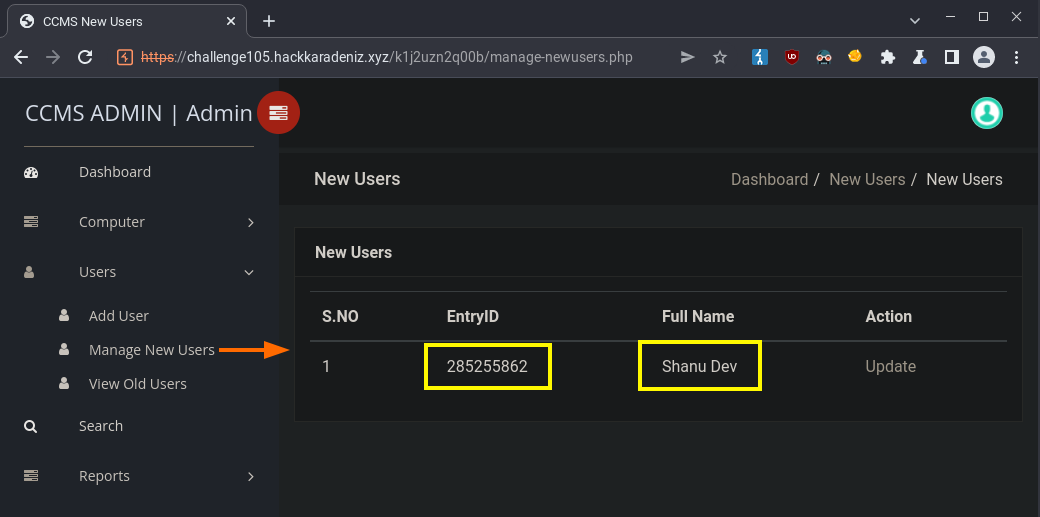 CCMS New Users
https://challenge105.hackkaradeniz.xyz/k1j2uzn2q00b/manage-newusers.php
CCMS ADMIN | Admin
Dashboard
Computer
Users
Add User
Manage New Users
View Old Users
Search
Reports
New Users
Dashboard / New Users / New Users
New Users
S.NO EntryID Full Name Action
1 285255862 Shanu Dev Update